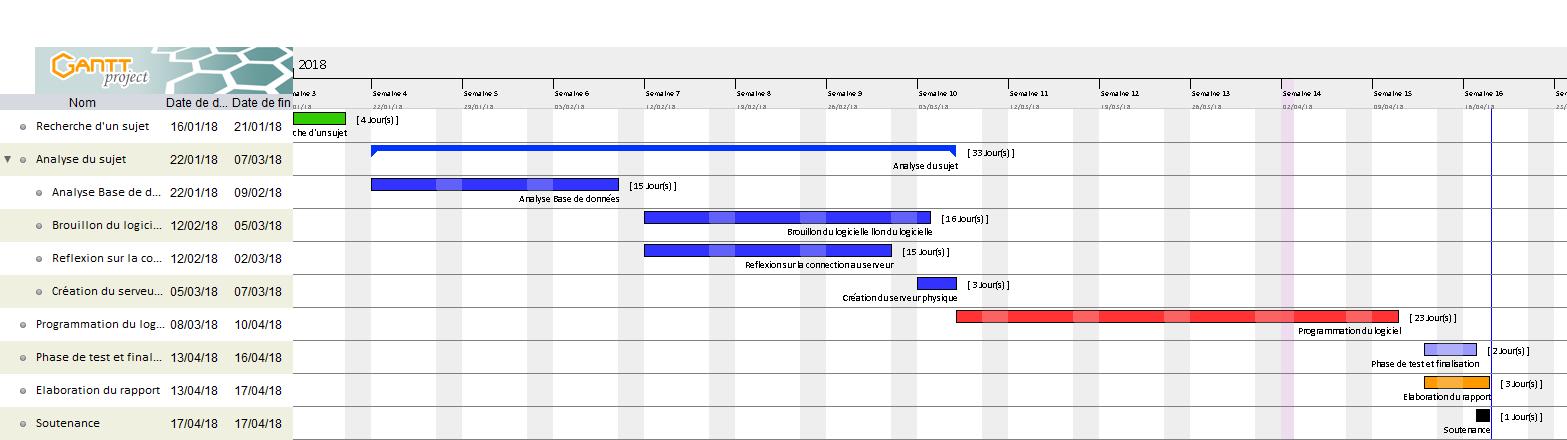 GANTT
project
2018
naine 3
Semaine 4
Semaine 5
Semaine 6
Semaine 7
Semaine 8
Semaine 9
Semaine 10
Semaine 11
Semaine 12
Semaine 13
Semaine 14
Semaine 15
Semaine 16
Nom Date de d... Date de fin
01/18 22/01/18 29/01/18 05/02/18 12/02/18 19/02/18 26/02/18 05/03/18 12/03/18 19/03/18 26/03/18 02/04/18 09/04/18 16/04/18
Recherche d'un sujet 16/01/18 21/01/18
[4 Jour(s)]
che d'un sujet
Analyse du sujet 22/01/18 07/03/18
[33 Jour(s)]
Analyse du sujet
Analyse Base de d... 22/01/18 09/02/18
[15 Jour(s)]
Analyse Base de données
Brouillon du logici... 12/02/18 05/03/18
[16 Jour(s)]
Brouillon du logicielle llon du logicielle
Reflexion sur la co... 12/02/18 02/03/18
[15 Jour(s)]
Reflexion sur la connection au serveur
Création du serveu... 05/03/18 07/03/18
[3 Jour(s)]
Création du serveur physique
Programmation du log... 08/03/18 10/04/18
[23 Jour(s)]
Programmation du logiciel
Phase de test et final... 13/04/18 16/04/18
[2 Jour(s)]
Phase de test et finalisation
Elaboration du rapport 13/04/18 17/04/18
[3 Jour(s)]
Elaboration du rapport
Soutenance 17/04/18 17/04/18
[1 Jour(s)]
Soutenance